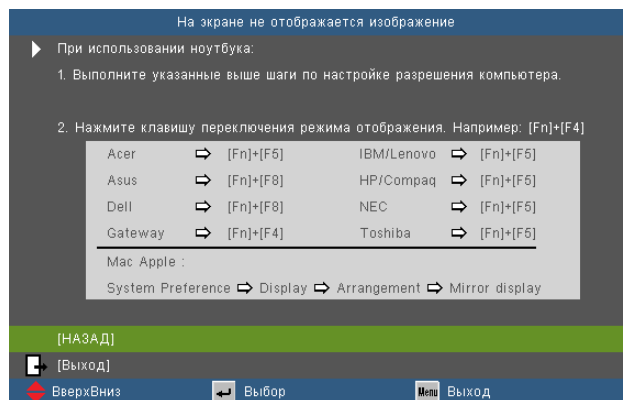 На экране не отображается изображение
При использовании ноутбука:
1. Выполните указанные выше шаги по настройке разрешения компьютера.
2. Нажмите клавишу переключения режима отображения. Например: [Fn]+[F4]
Acer ⇨ [Fn]+[F5] IBM/Lenovo ⇨ [Fn]+[F5]
Asus ⇨ [Fn]+[F8] HP/Compaq ⇨ [Fn]+[F5]
Dell ⇨ [Fn]+[F8] NEC ⇨ [Fn]+[F5]
Gateway ⇨ [Fn]+[F4] Toshiba ⇨ [Fn]+[F5]
Mac Apple :
System Preference ⇨ Display ⇨ Arrangement ⇨ Mirror display
[НАЗАД]
[Выход]
ВверхВниз Выбор Menu Выход